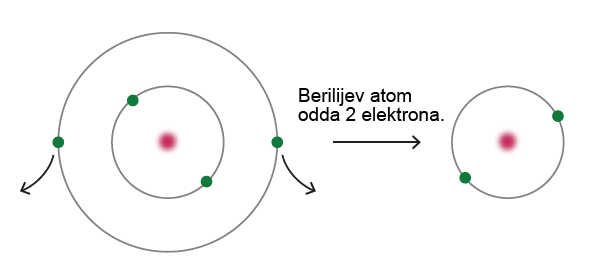 Berilijev atom
odda 2 elektrona.